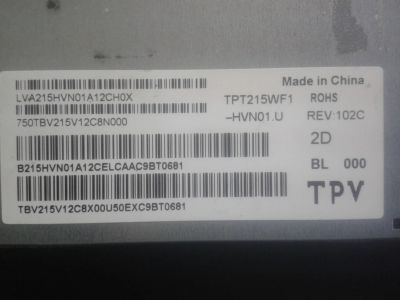 Made in China
LVA215HVN01A12CH0X
TPT215WF1 ROHS
750TBV215V12C8N000
-HVN01.U REV:102C
2D
B215HVN01A12CELCAAC9BT0681
BL 000
TBV215V12C8X00U50EXC9BT0681
TPV